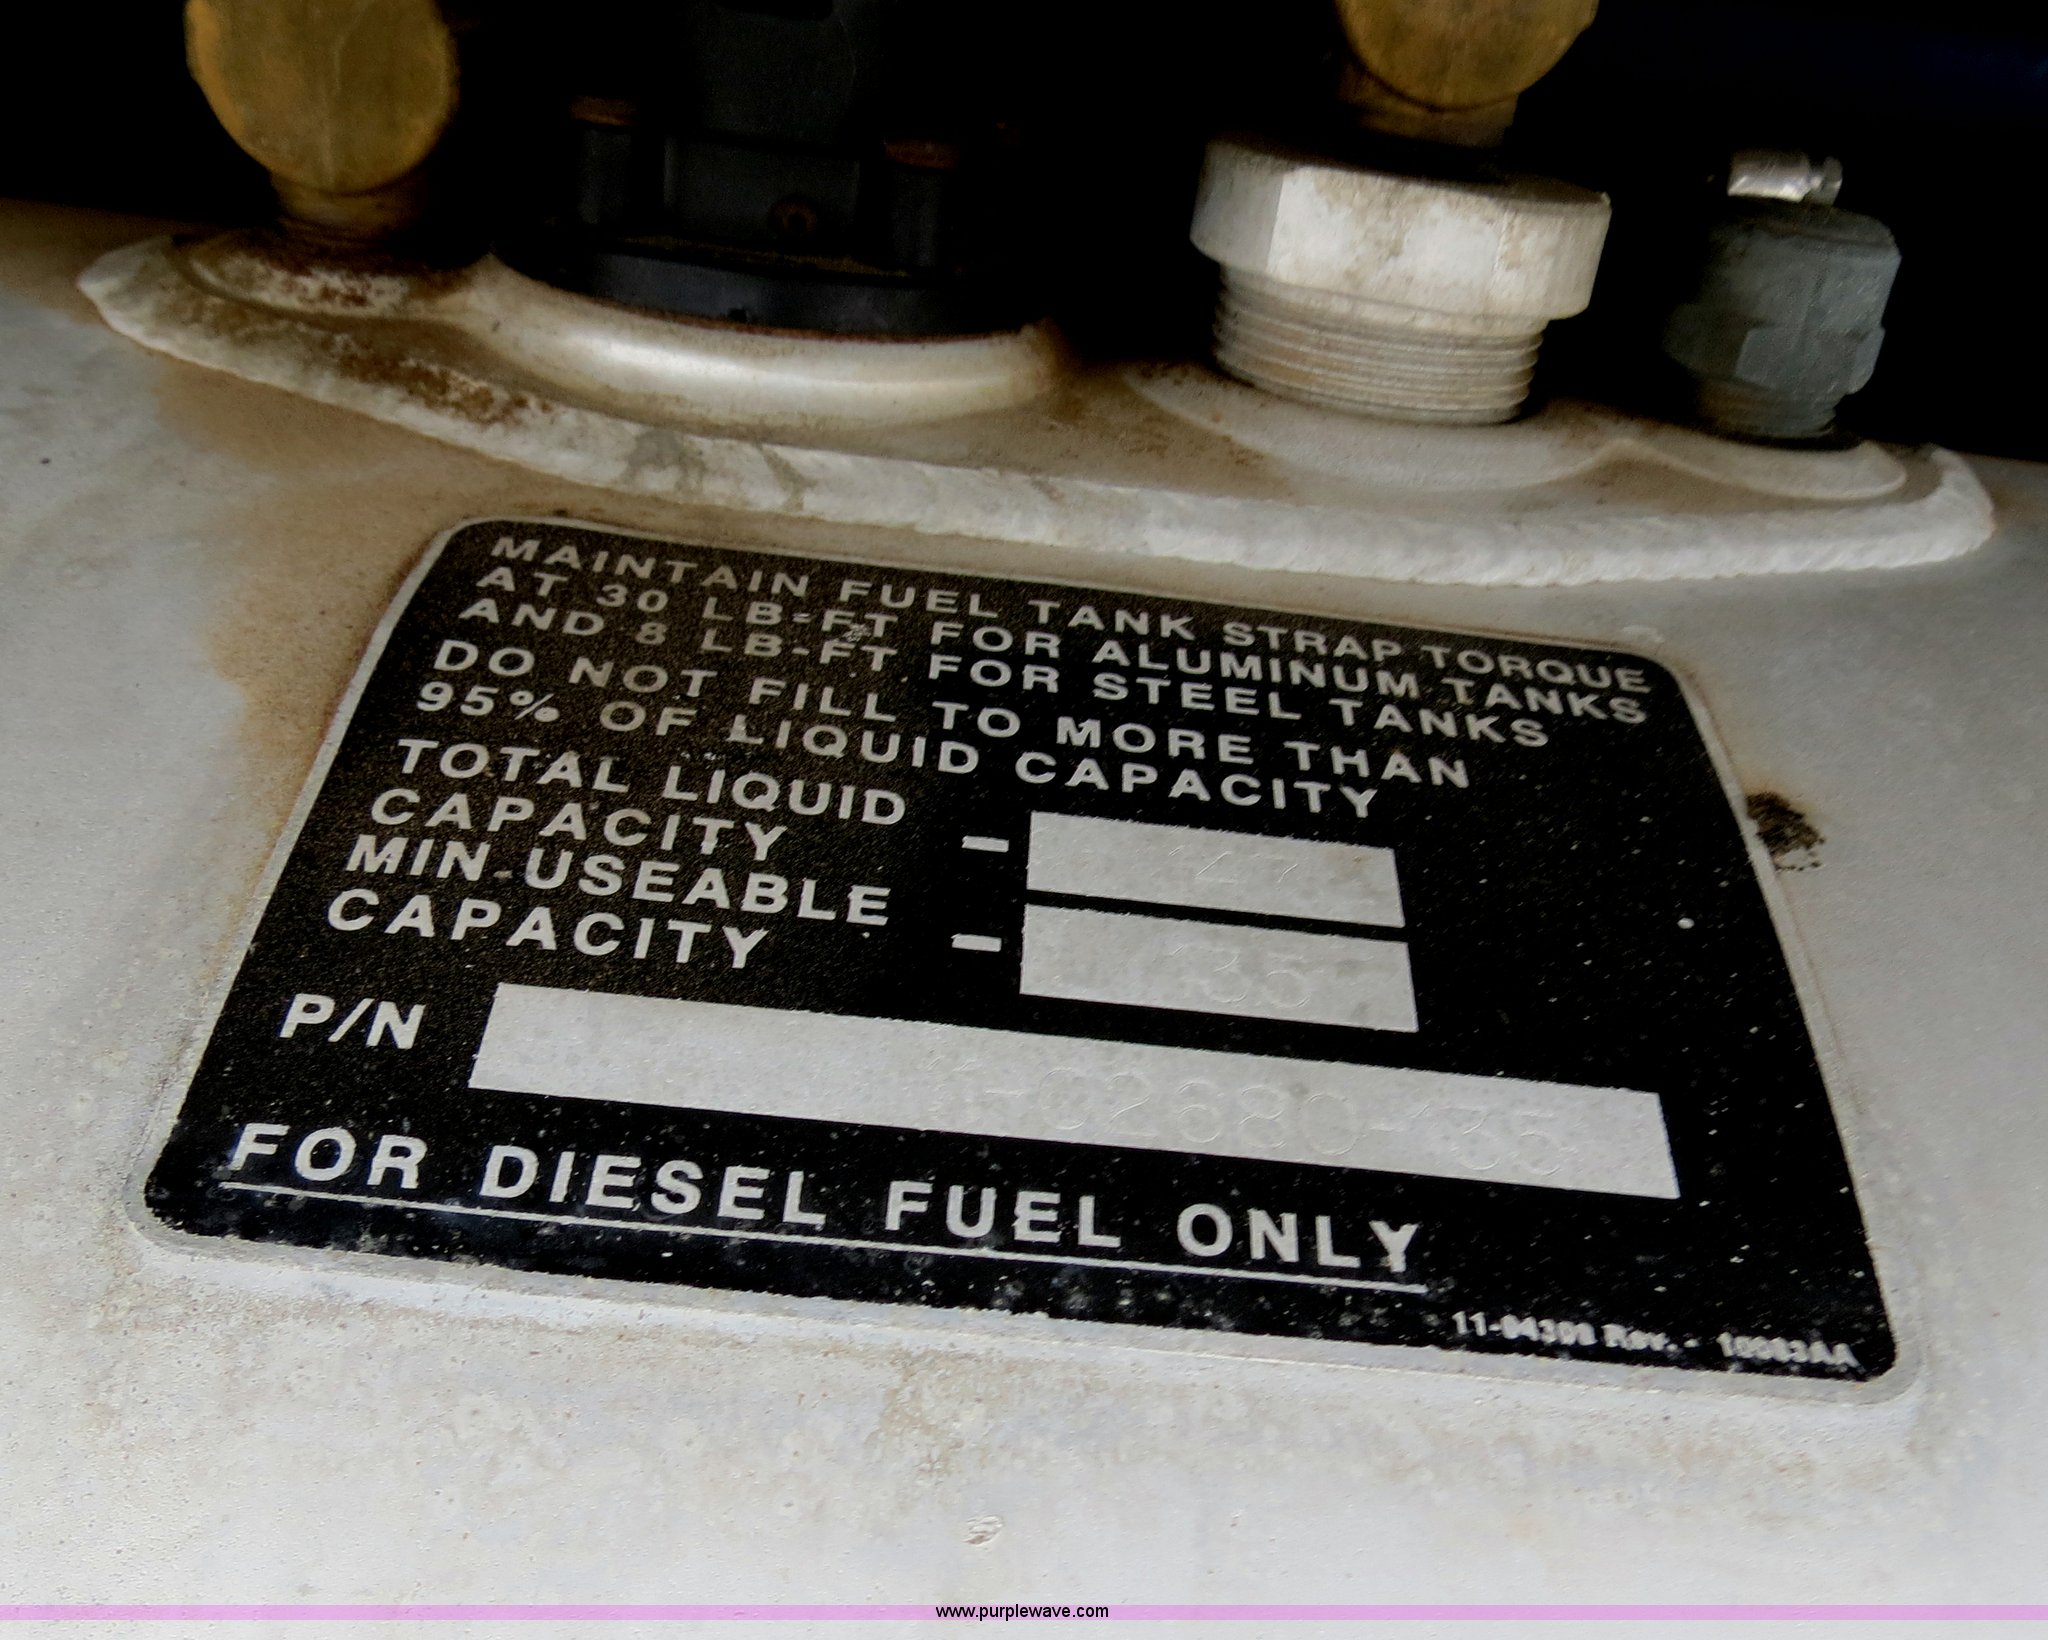 MAINTAIN FUEL TANK STRAP TORQUE
AT 30 LB-FT FOR ALUMINUM TANKS
AND 8 LB-FT FOR STEEL TANKS
DO NOT FILL TO MORE THAN
95% OF LIQUID CAPACITY
TOTAL LIQUID
CAPACITY -
MIN USEABLE
CAPACITY - 35
P/N
FOR DIESEL FUEL ONLY
Rev. -
www.purplewave.com